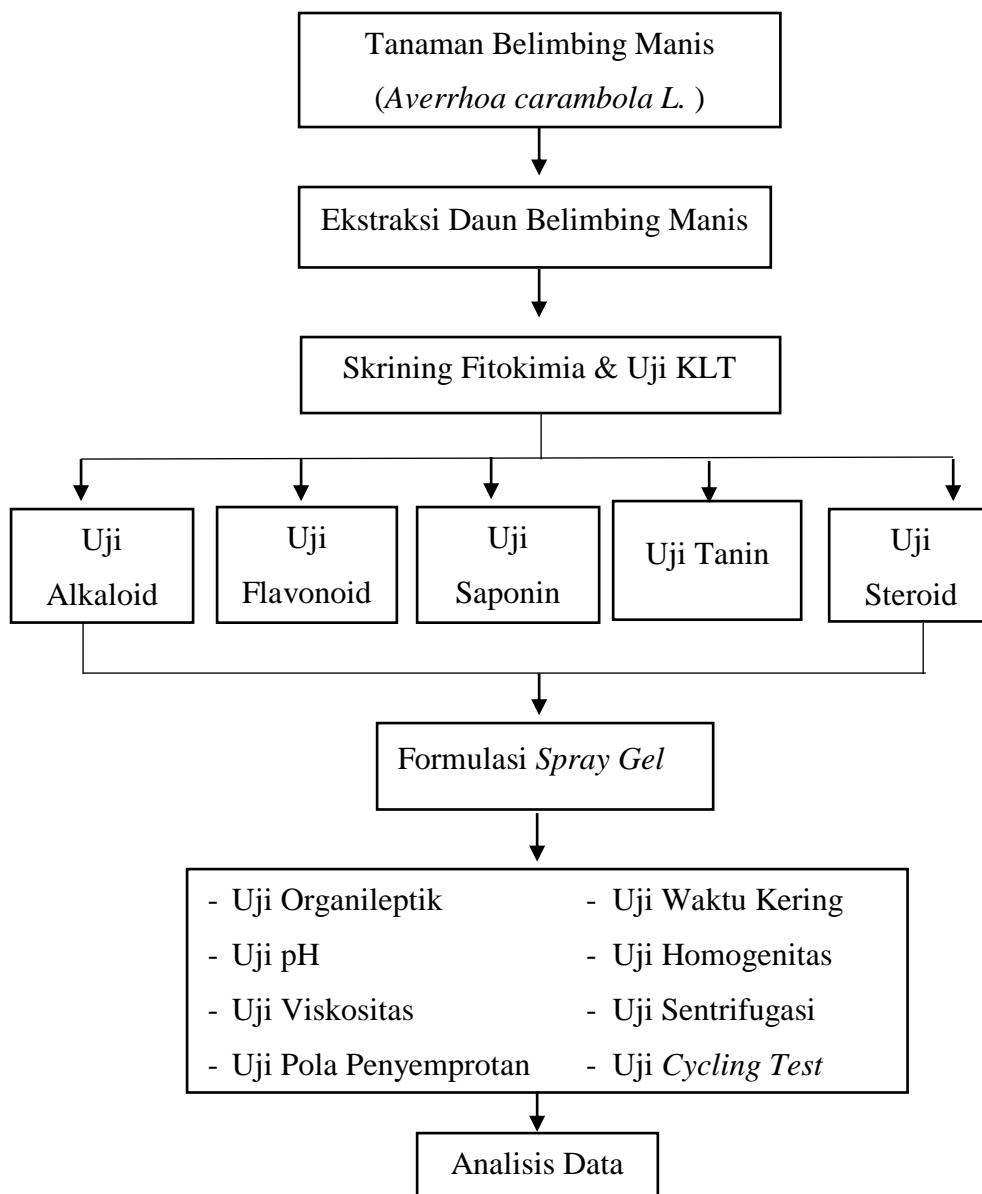 Tanaman Belimbing Manis
(Averrhoa carambola L. )
Ekstraksi Daun Belimbing Manis
Skrining Fitokimia & Uji KLT
Uji
Alkaloid
Uji
Flavonoid
Uji
Saponin
Uji Tanin
Uji
Steroid
Formulasi Spray Gel
- Uji Organileptik
- Uji pH
- Uji Viskositas
- Uji Pola Penyemprotan
- Uji Waktu Kering
- Uji Homogenitas
- Uji Sentrifugasi
- Uji Cycling Test
Analisis Data